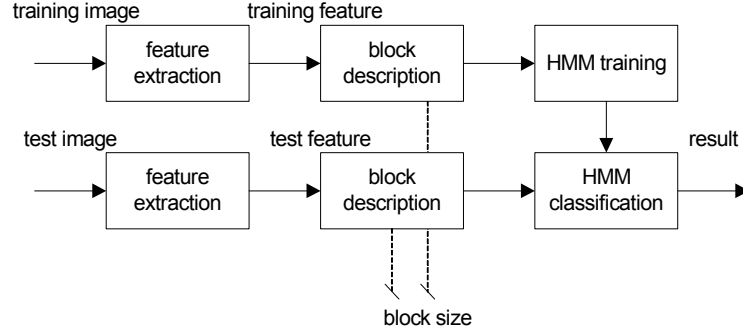 training image
training feature
feature
extraction
block
description
HMM training
test image
test feature
result
feature
extraction
block
description
HMM
classification
block size